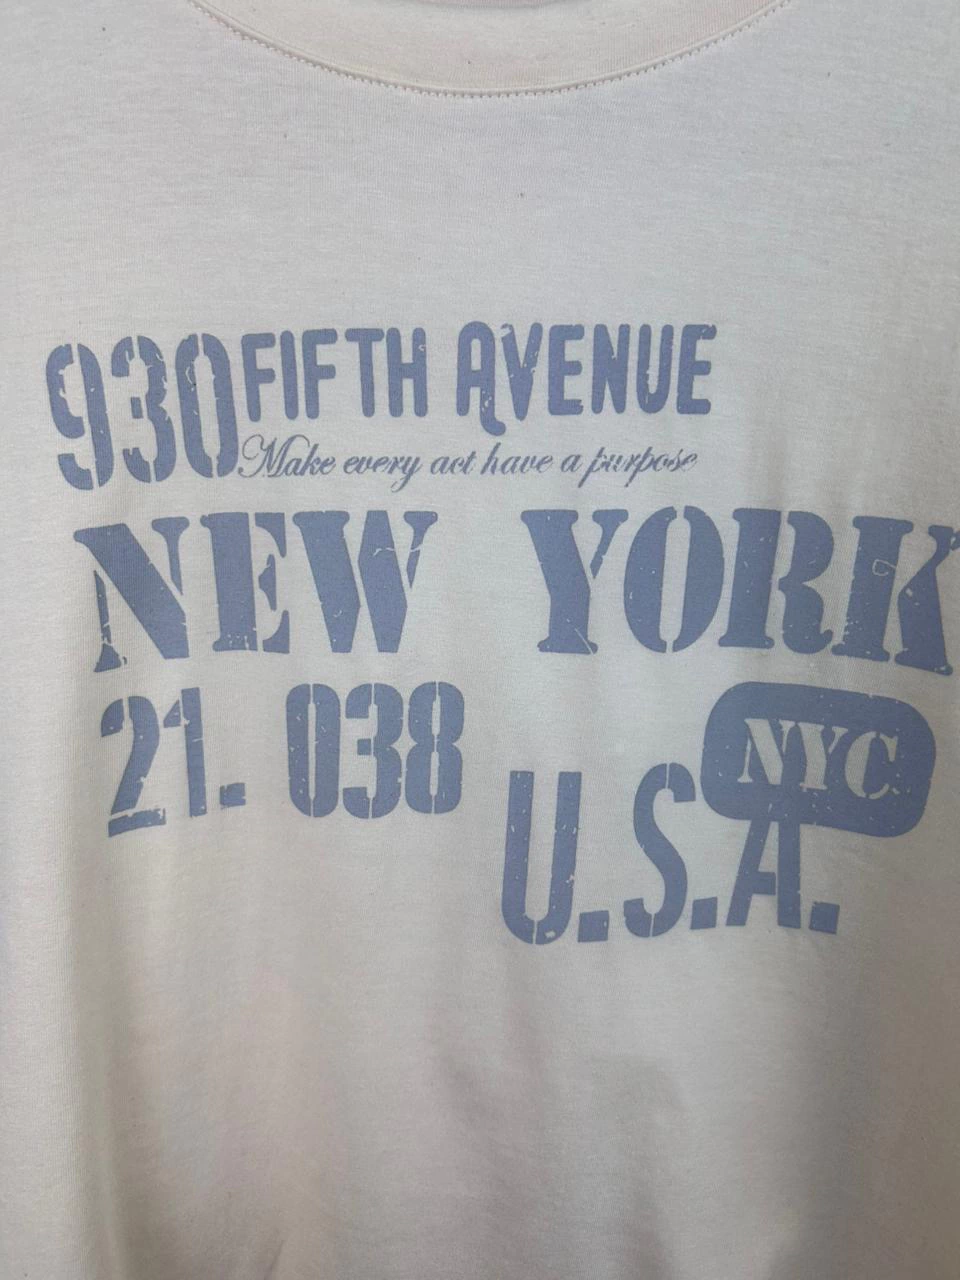 930 FIFTH AVENUE
Make every act have a purpose
NEW YORK
21. 038
NYC
U.S.A.